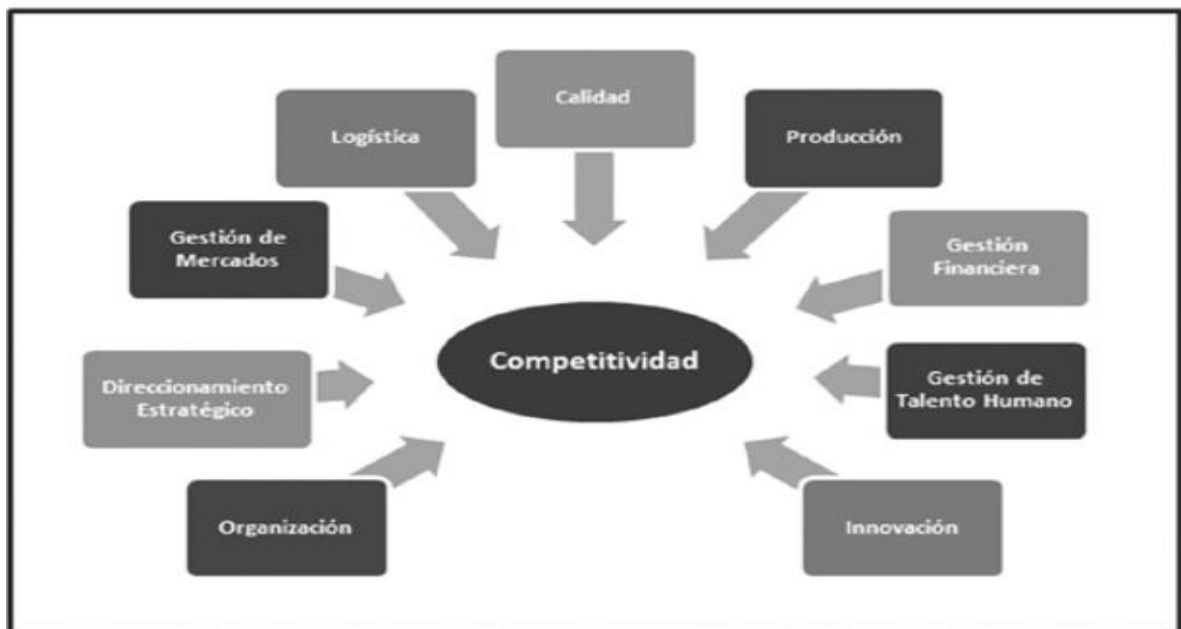 Calidad
Logística
Producción
Gestión de
Mercados
Gestión
Financiera
Competitividad
Direccionamiento
Estratégico
Gestión de
Talento Humano
Organización
Innovación